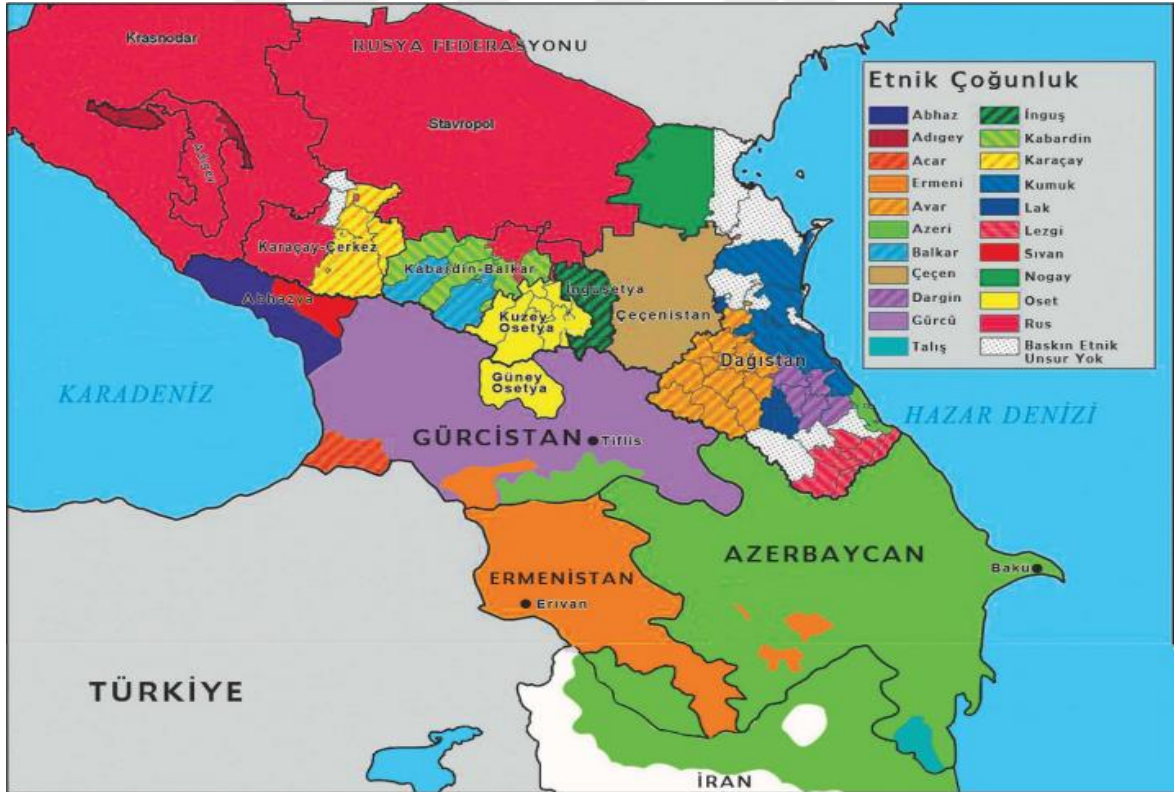 Krasnodar
RUSYA FEDERASYONU
Stavropol
Adıgey
Karaçay-Çerkez
Kabardin-Balkar
Abhazya
İnguşetya
Kuzey
Osetya
Çeçenistan
Güney
Osetya
Dağıstan
KARADENİZ
HAZAR DENİZİ
GÜRCİSTAN
Tiflis
AZERBAYCAN
Bakü
ERMENİSTAN
Erivan
TÜRKİYE
İRAN
Etnik Çoğunluk
Abhaz
Adıgey
Acar
Ermeni
Avar
Azeri
Balkar
Çeçen
Dargin
Gürcü
Talış
İnguş
Kabardin
Karaçay
Kumuk
Lak
Lezgi
Sıvan
Nogay
Oset
Rus
Baskın Etnik
Unsur Yok